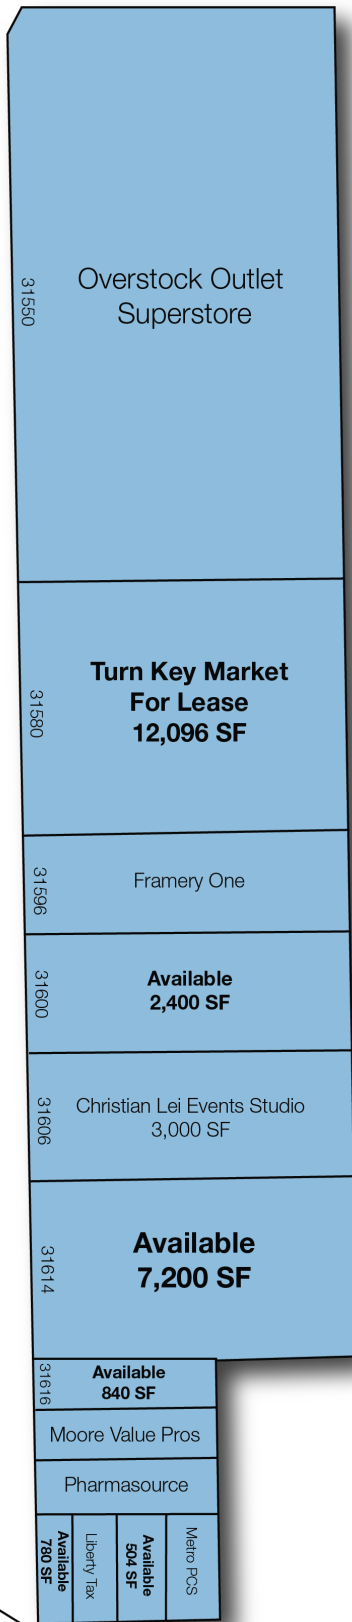 31550
Overstock Outlet
Superstore
31580
Turn Key Market
For Lease
12,096 SF
31596
Framery One
31600
Available
2,400 SF
31606
Christian Lei Events Studio
3,000 SF
31614
Available
7,200 SF
31616
Available
840 SF
Moore Value Pros
Pharmasource
Available
780 SF
Liberty Tax
Available
504 SF
Metro PCS